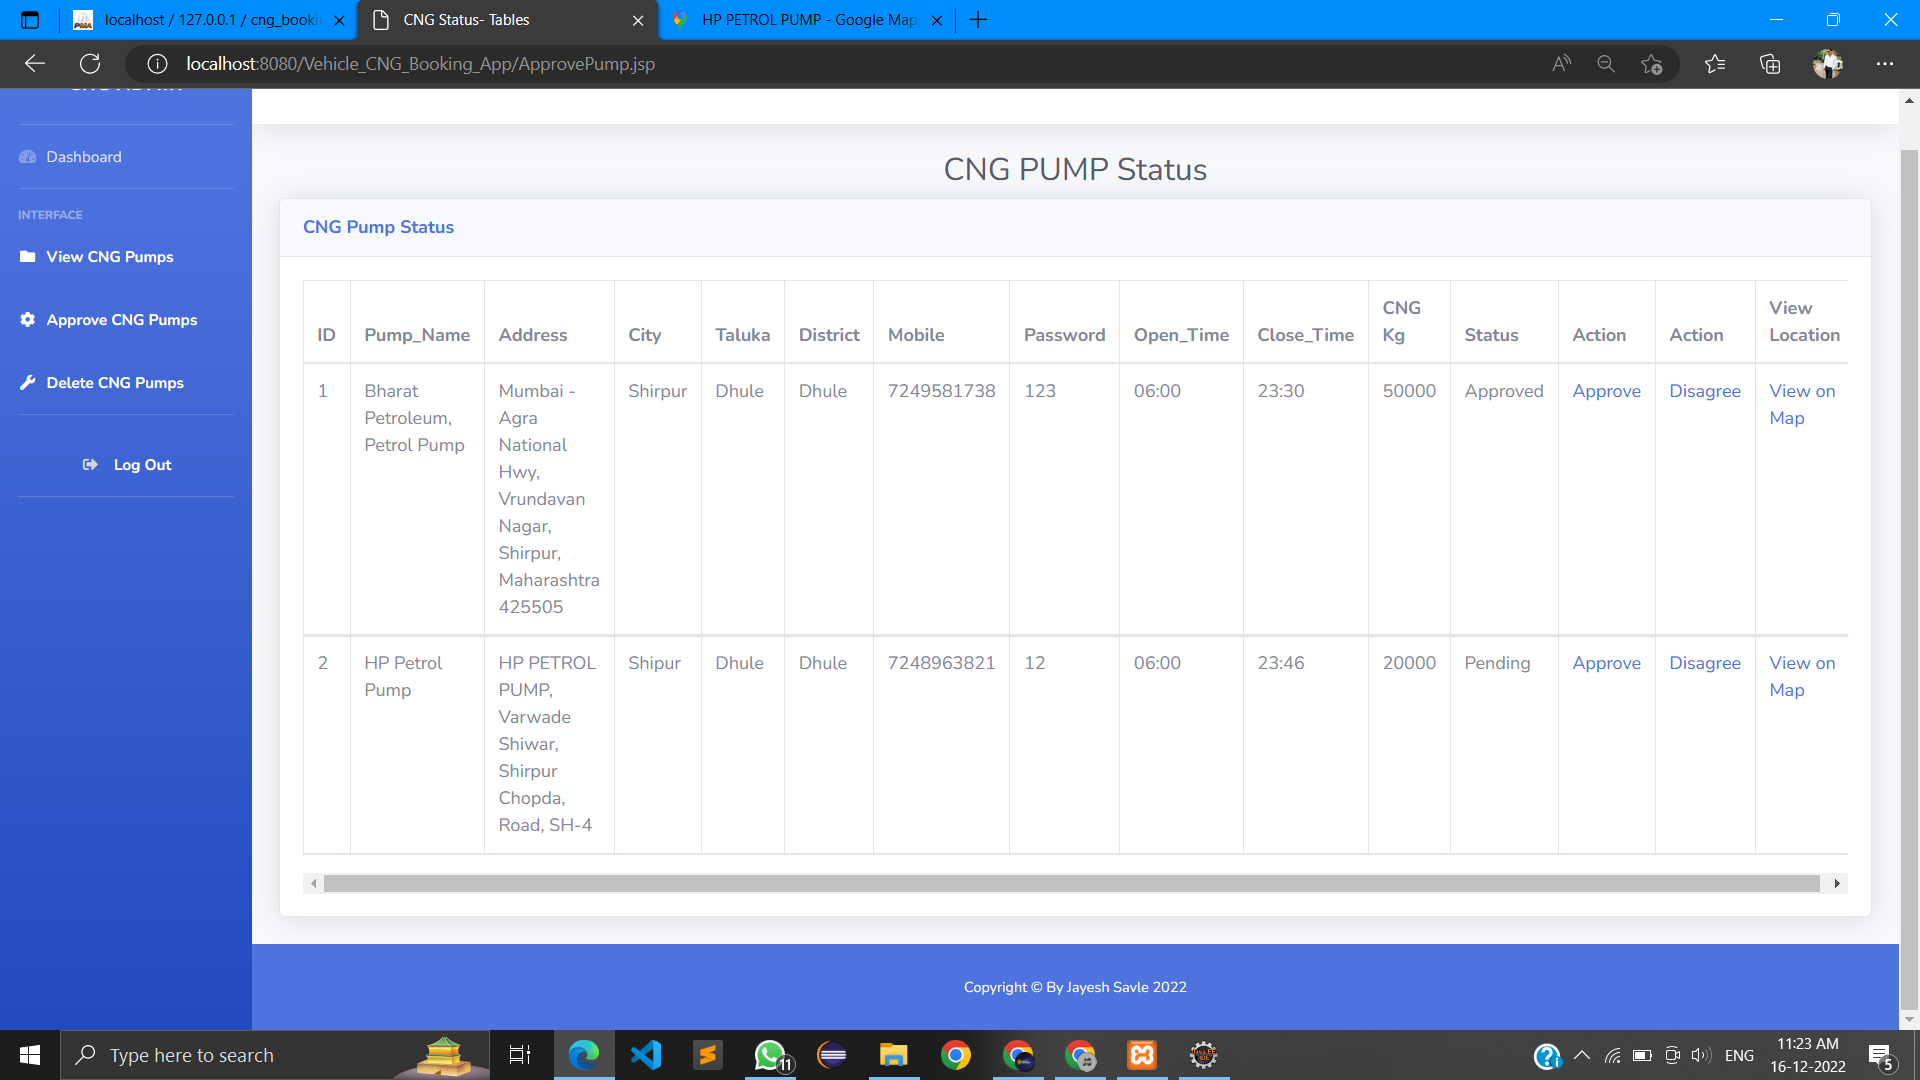 localhost / 127.0.0.1 / cng_booki
CNG Status- Tables
HP PETROL PUMP - Google Map
localhost:8080/Vehicle_CNG_Booking_App/ApprovePump.jsp
Dashboard
INTERFACE
View CNG Pumps
Approve CNG Pumps
Delete CNG Pumps
Log Out
CNG PUMP Status
CNG Pump Status
ID Pump_Name Address City Taluka District Mobile Password Open_Time Close_Time CNG Kg Status Action Action View Location
1 Bharat Petroleum, Petrol Pump Mumbai - Agra National Hwy, Vrundavan Nagar, Shirpur, Maharashtra 425505 Shirpur Dhule Dhule 7249581738 123 06:00 23:30 50000 Approved Approve Disagree View on Map
2 HP Petrol Pump HP PETROL PUMP, Varwade Shiwar, Shirpur Chopda, Road, SH-4 Shipur Dhule Dhule 7248963821 12 06:00 23:46 20000 Pending Approve Disagree View on Map
Copyright © By Jayesh Savle 2022
Type here to search
11
ENG
11:23 AM
16-12-2022
5